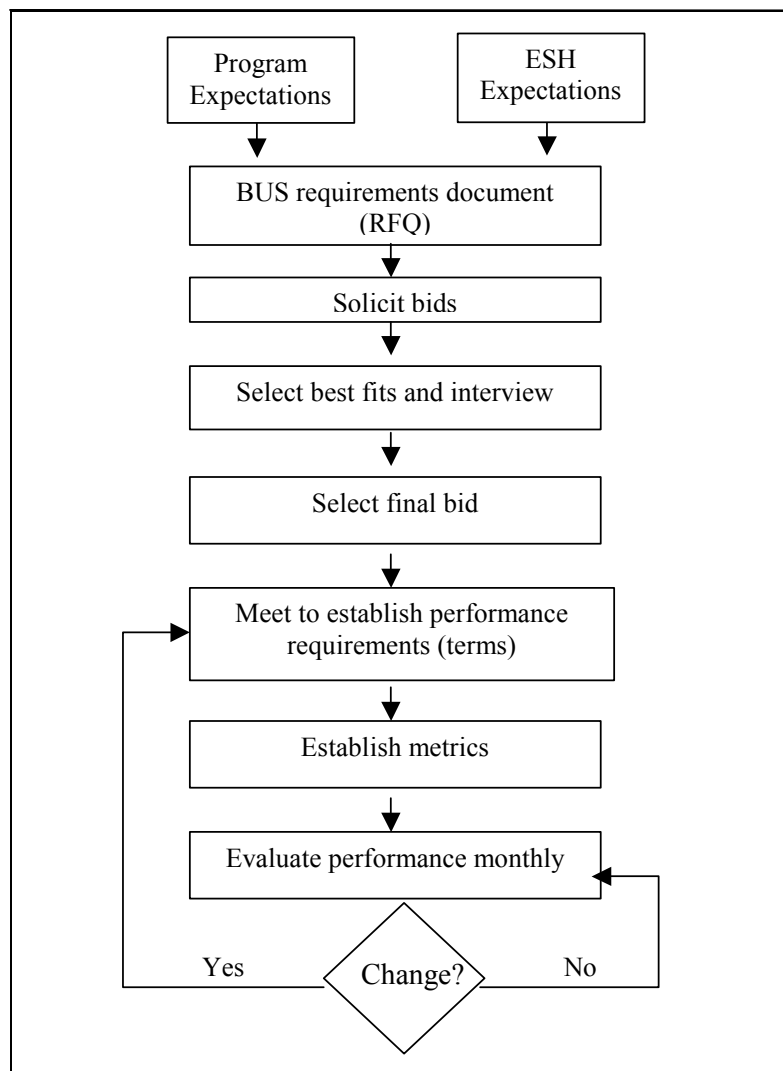 Program
Expectations
ESH
Expectations
BUS requirements document
(RFQ)
Solicit bids
Select best fits and interview
Select final bid
Meet to establish performance
requirements (terms)
Establish metrics
Evaluate performance monthly
Yes
Change?
No